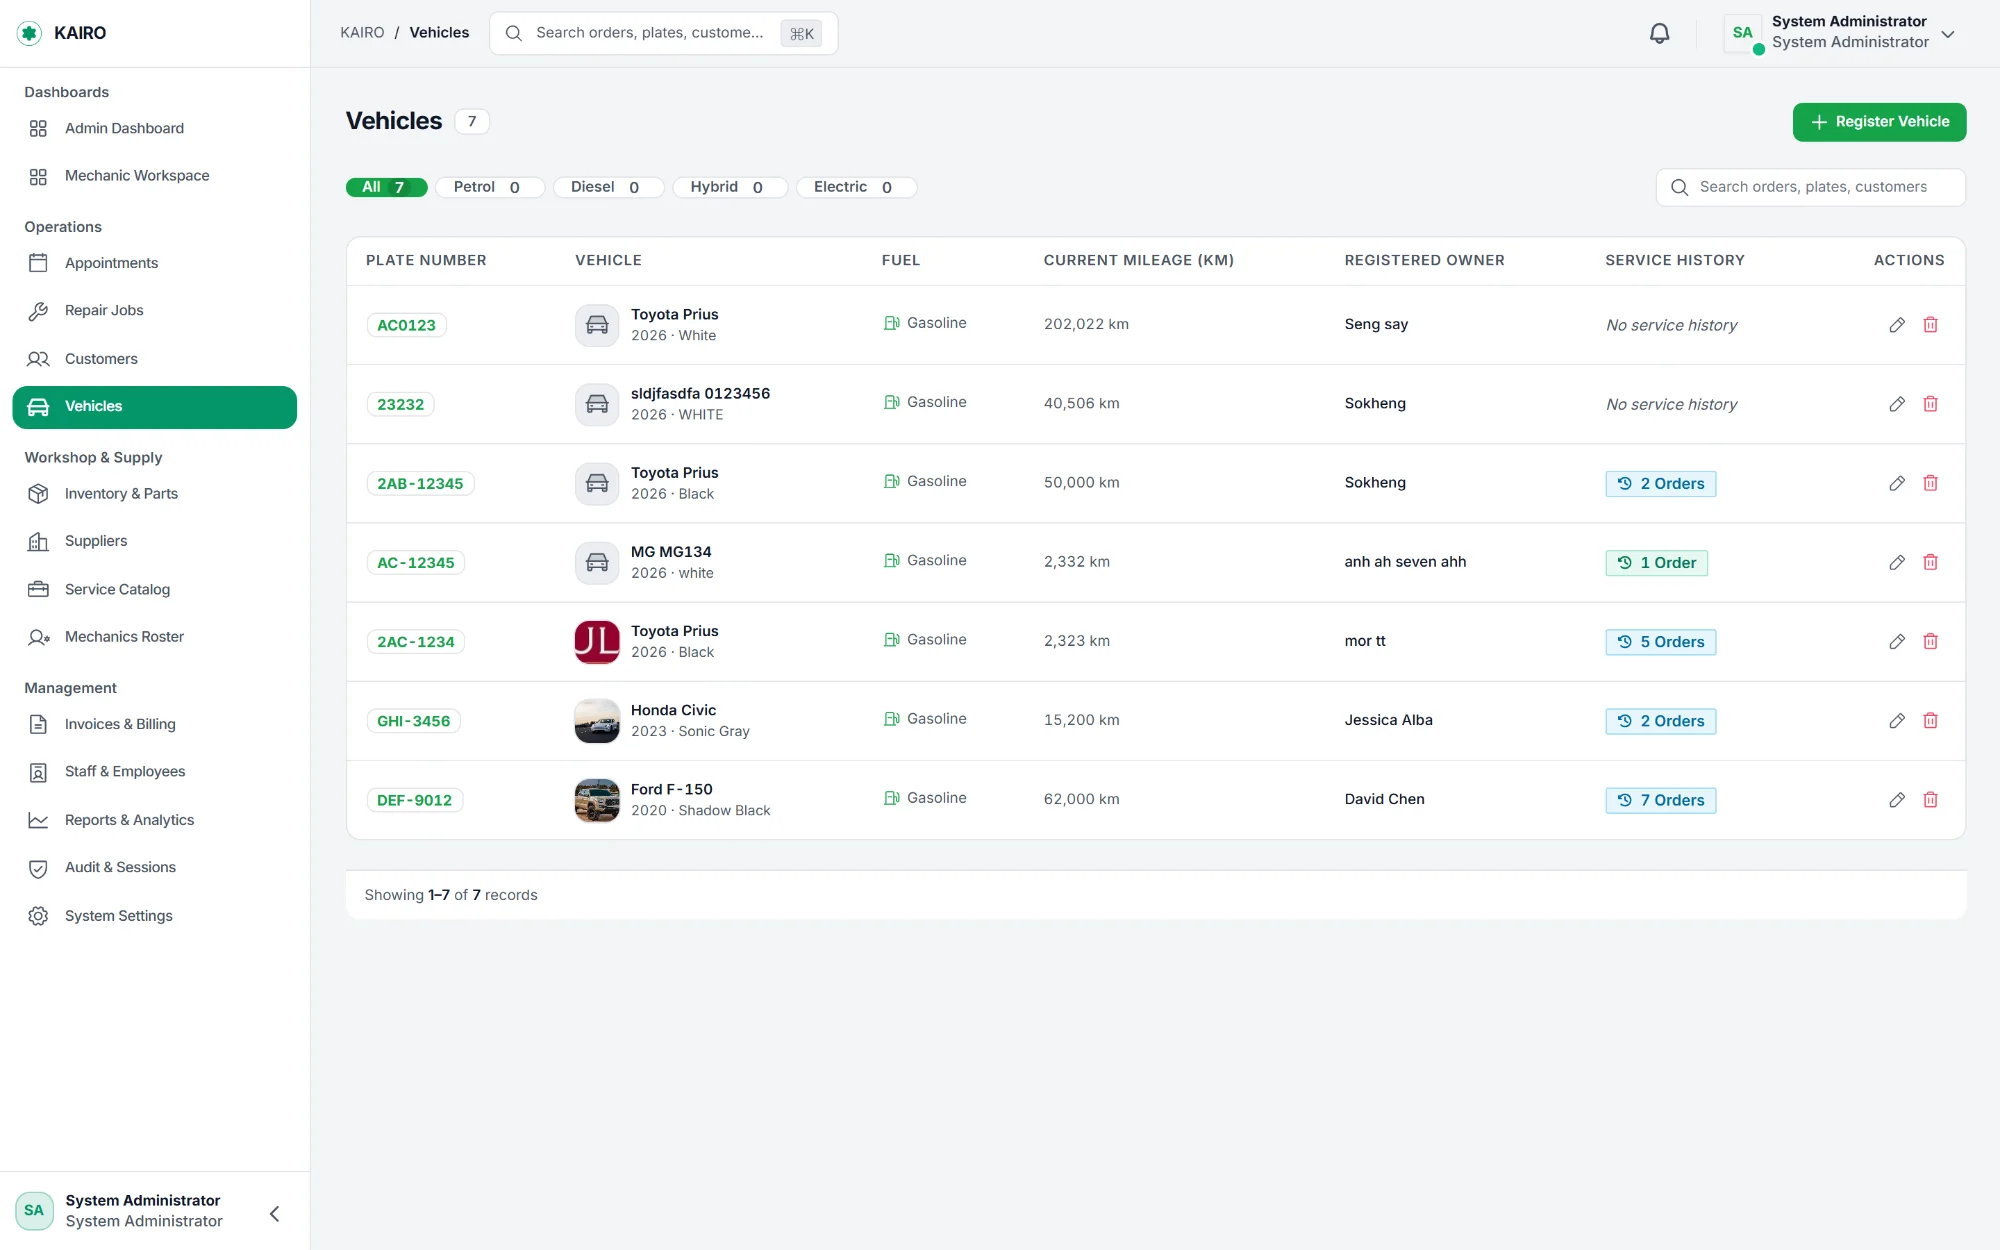 KAIRO
KAIRO / Vehicles
Search orders, plates, custome... ⌘K
SA
System Administrator
System Administrator
Dashboards
Admin Dashboard
Mechanic Workspace
Operations
Appointments
Repair Jobs
Customers
Vehicles
Workshop & Supply
Inventory & Parts
Suppliers
Service Catalog
Mechanics Roster
Management
Invoices & Billing
Staff & Employees
Reports & Analytics
Audit & Sessions
System Settings
SA
System Administrator
System Administrator
Vehicles 7
Register Vehicle
All 7 Petrol 0 Diesel 0 Hybrid 0 Electric 0
Search orders, plates, customers
PLATE NUMBER VEHICLE FUEL CURRENT MILEAGE (KM) REGISTERED OWNER SERVICE HISTORY ACTIONS
AC0123 Toyota Prius Gasoline 202,022 km Seng say No service history
2026 · White
23232 sldjfasdfa 0123456 Gasoline 40,506 km Sokheng No service history
2026 · WHITE
2AB-12345 Toyota Prius Gasoline 50,000 km Sokheng 2 Orders
2026 · Black
AC-12345 MG MG134 Gasoline 2,332 km anh ah seven ahh 1 Order
2026 · white
2AC-1234 JL Toyota Prius Gasoline 2,323 km mor tt 5 Orders
2026 · Black
GHI-3456 Honda Civic Gasoline 15,200 km Jessica Alba 2 Orders
2023 · Sonic Gray
DEF-9012 Ford F-150 Gasoline 62,000 km David Chen 7 Orders
2020 · Shadow Black
Showing 1–7 of 7 records